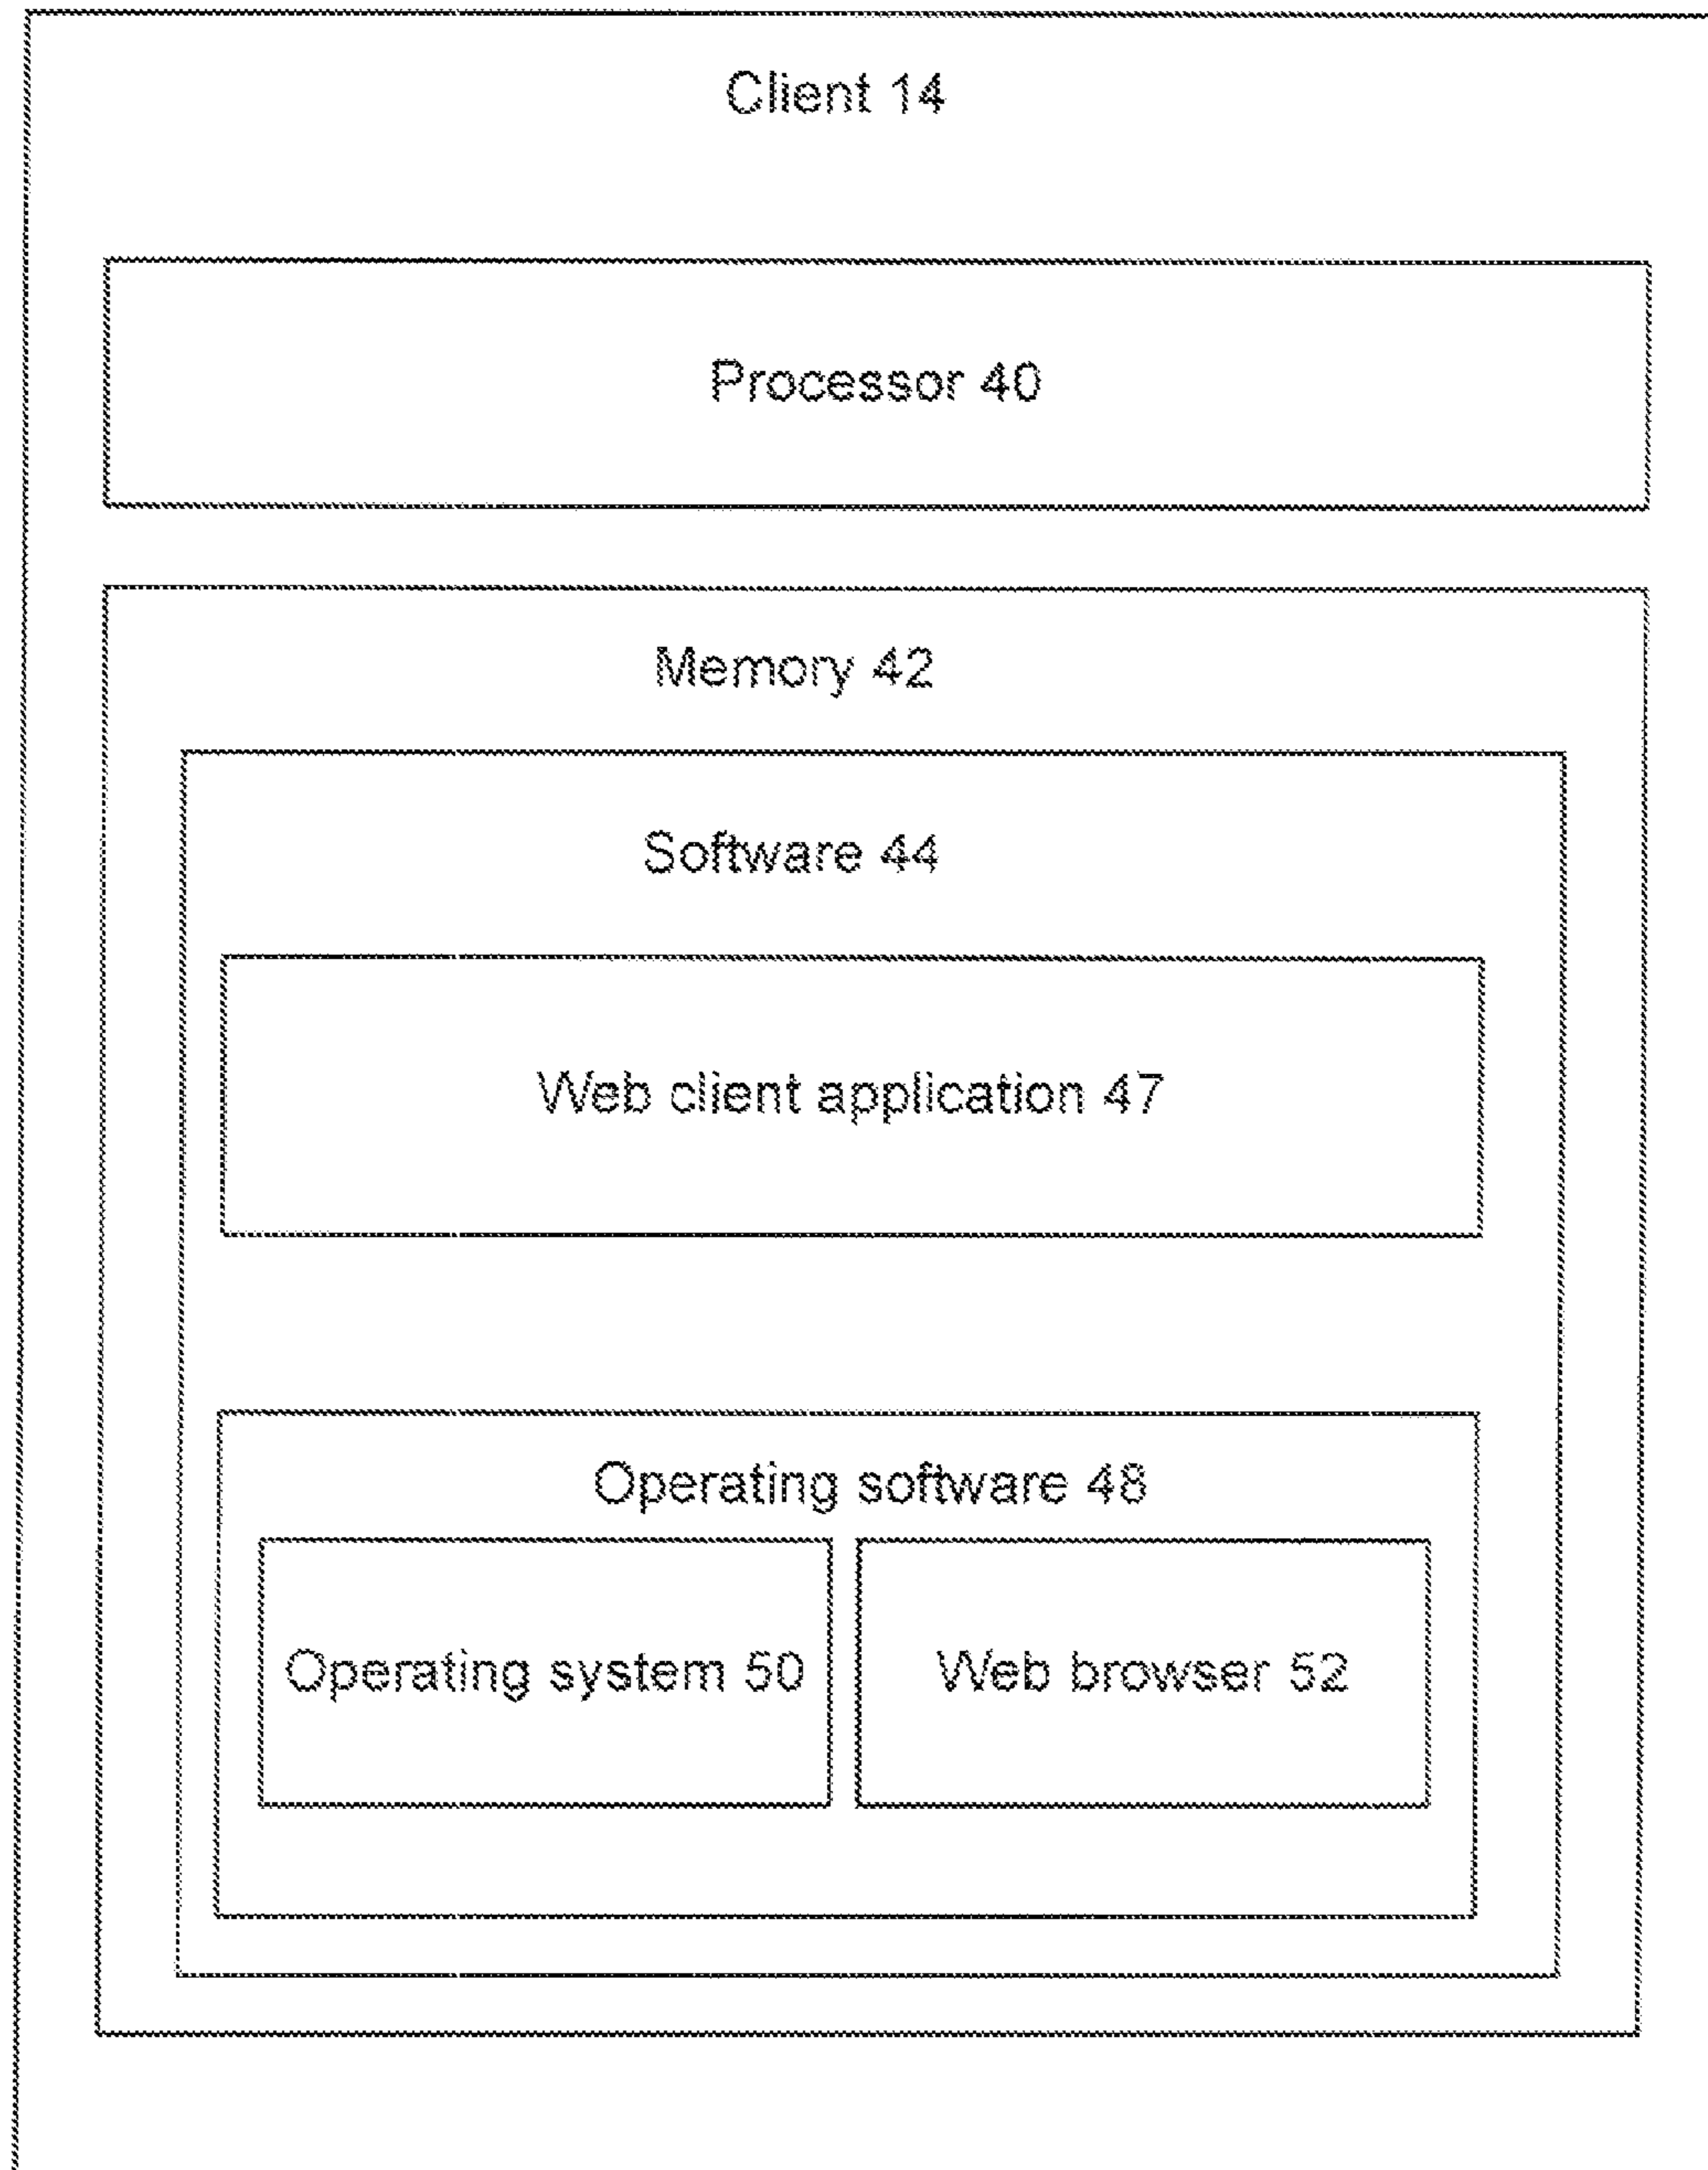 Client 14
Processor 40
Memory 42
Software 44
Web client application 47
Operating software 48
Operating system 50
Web browser 52